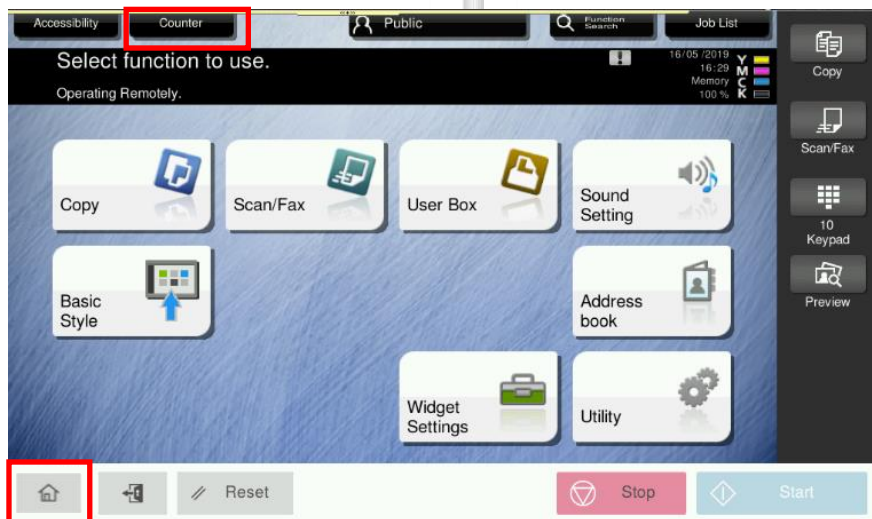 Accessibility
Counter
Public
Function Search
Job List
Select function to use.
Operating Remotely.
16/05 /2019
16:29
Memory
100 %
Y
M
C
K
Copy
Scan/Fax
10
Keypad
Preview
Copy
Scan/Fax
User Box
Sound
Setting
Basic
Style
Address
book
Widget
Settings
Utility
Reset
Stop
Start